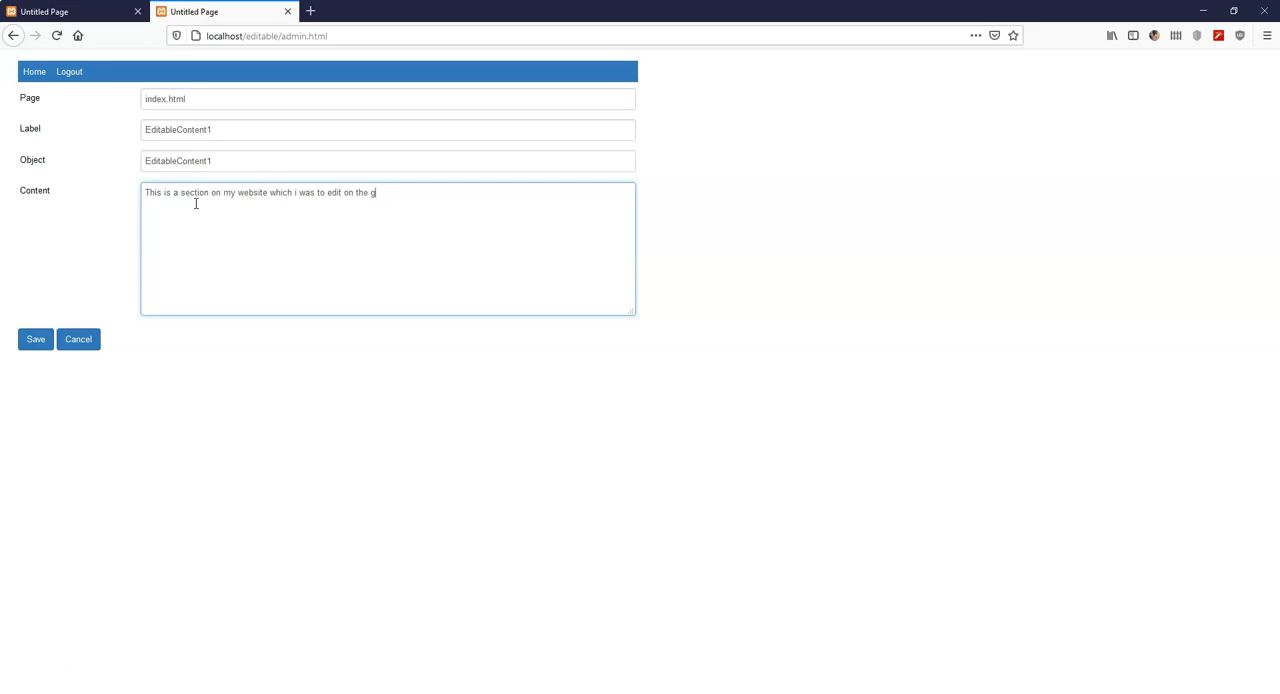 Untitled Page
Untitled Page
localhost/editable/admin.html
Home Logout
Page index.html
Label EditableContent1
Object EditableContent1
Content This is a section on my website which i was to edit on the g
Save Cancel